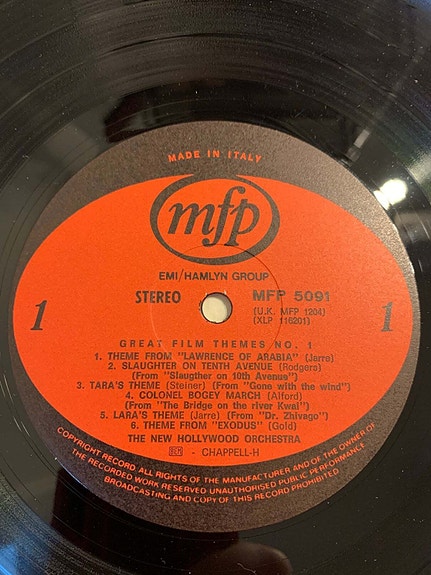 MADE IN ITALY
mfp
EMI/HAMLYN GROUP
STEREO MFP 5091
1 (U.K. MFP 1204) 1
(XLP 116201)
GREAT FILM THEMES NO. 1
1. THEME FROM "LAWRENCE OF ARABIA" (Jarre)
2. SLAUGHTER ON TENTH AVENUE (Rodgers)
(From "Slaugther on 10th Avenue")
3. TARA'S THEME (Steiner) (From "Gone with the wind")
4. COLONEL BOGEY MARCH (Alford)
(From "The Bridge on the river Kwai")
5. LARA'S THEME (Jarre) (From "Dr. Zhivago")
6. THEME FROM "EXODUS" (Gold)
THE NEW HOLLYWOOD ORCHESTRA
- CHAPPELL-H
COPYRIGHT RECORD ALL RIGHTS OF THE MANUFACTURER AND OF THE OWNER OF
THE RECORDED WORK RESERVED UNAUTHORISED PUBLIC PERFORMANCE
BROADCASTING AND COPY OF THIS RECORD PROHIBITED